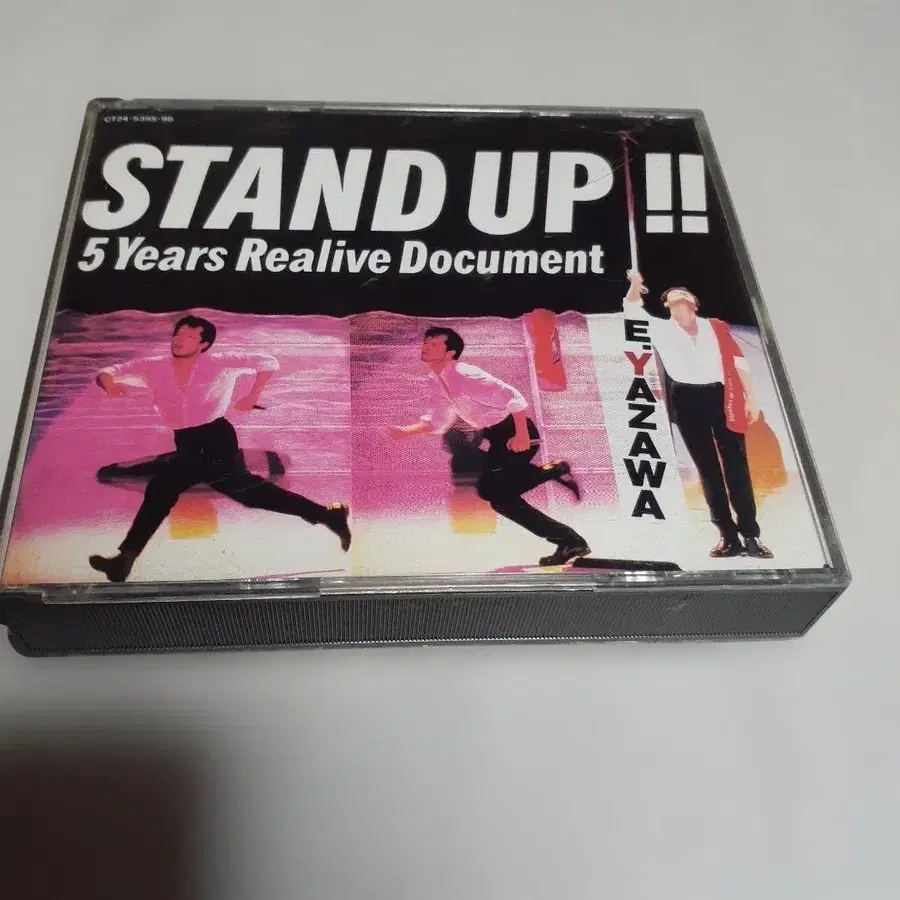 CT24-5395・96
STAND UP !!
5 Years Realive Document
E.YAZAWA